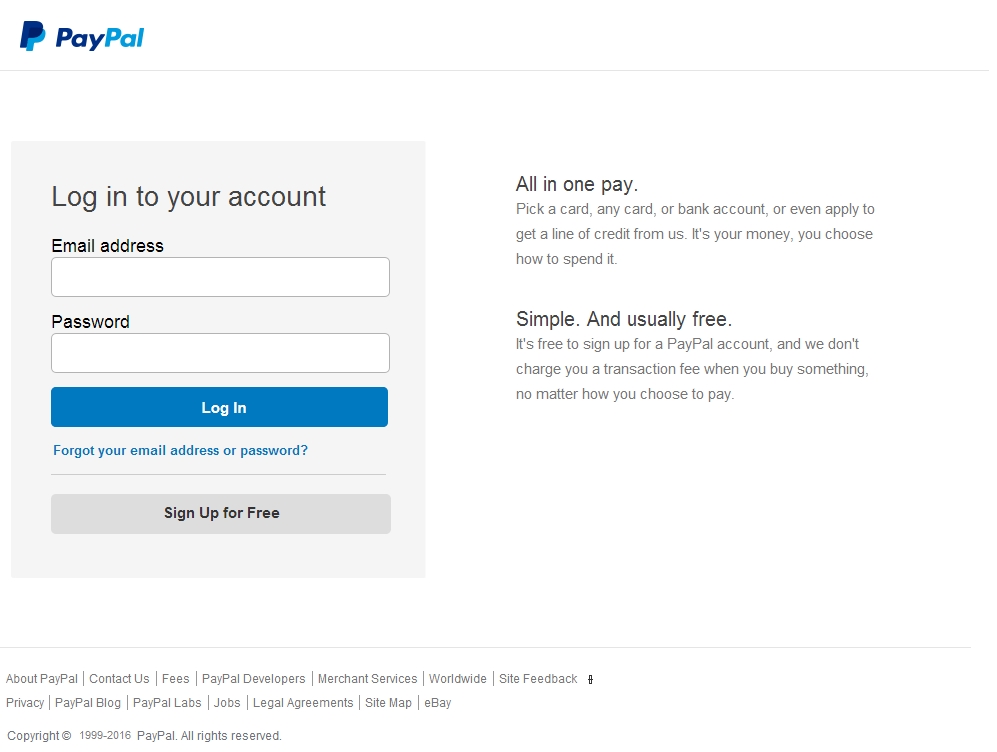 PayPal
Log in to your account
Email address
Password
Log In
Forgot your email address or password?
Sign Up for Free
All in one pay.
Pick a card, any card, or bank account, or even apply to
get a line of credit from us. It's your money, you choose
how to spend it.
Simple. And usually free.
It's free to sign up for a PayPal account, and we don't
charge you a transaction fee when you buy something,
no matter how you choose to pay.
About PayPal | Contact Us | Fees | PayPal Developers | Merchant Services | Worldwide | Site Feedback
Privacy | PayPal Blog | PayPal Labs | Jobs | Legal Agreements | Site Map | eBay
Copyright © 1999-2016 PayPal. All rights reserved.